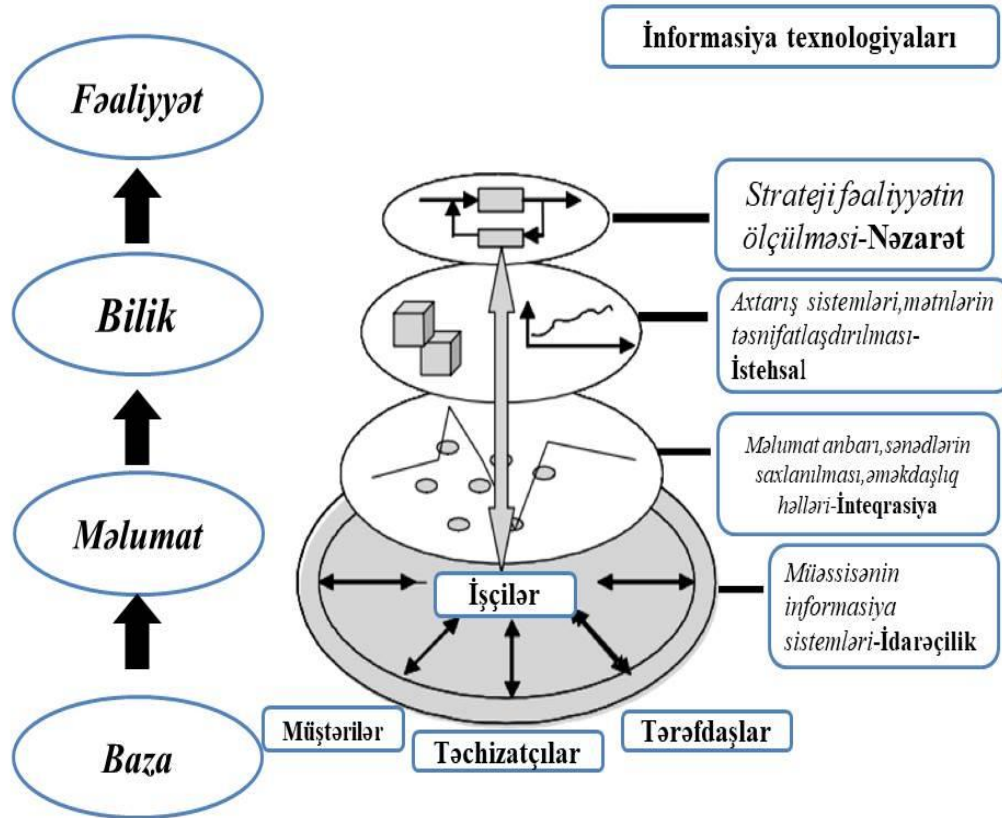 İnformasiya texnologiyaları
Fəaliyyət
Bilik
Məlumat
Baza
Strateji fəaliyyətin
ölçülməsi-Nəzarət
Axtarış sistemləri,mətnlərin
təsnifatlaşdırılması-
İstehsal
Məlumat anbarı,sənədlərin
saxlanılması,əməkdaşlıq
həlləri-İnteqrasiya
Müəssisənin
informasiya
sistemləri-İdarəçilik
İşçilər
Müştərilər
Təchizatçılar
Tərəfdaşlar